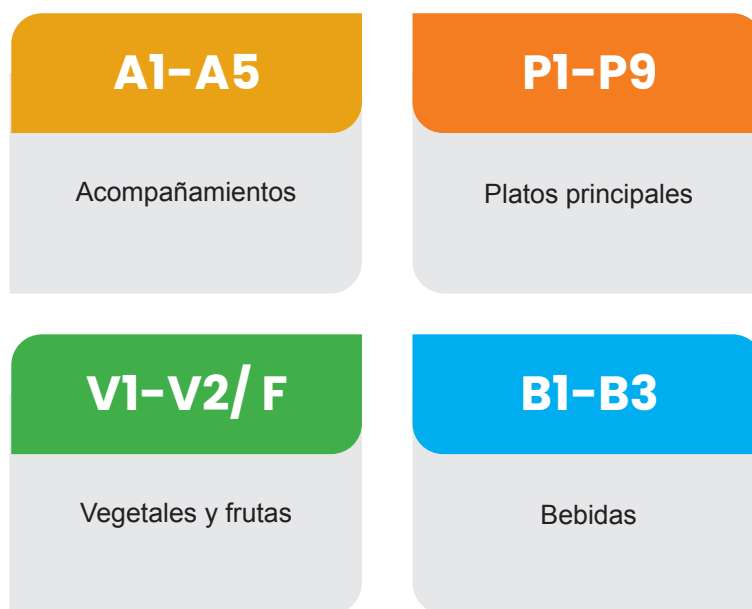 A1-A5
Acompañamientos
P1-P9
Platos principales
V1-V2/ F
Vegetales y frutas
B1-B3
Bebidas